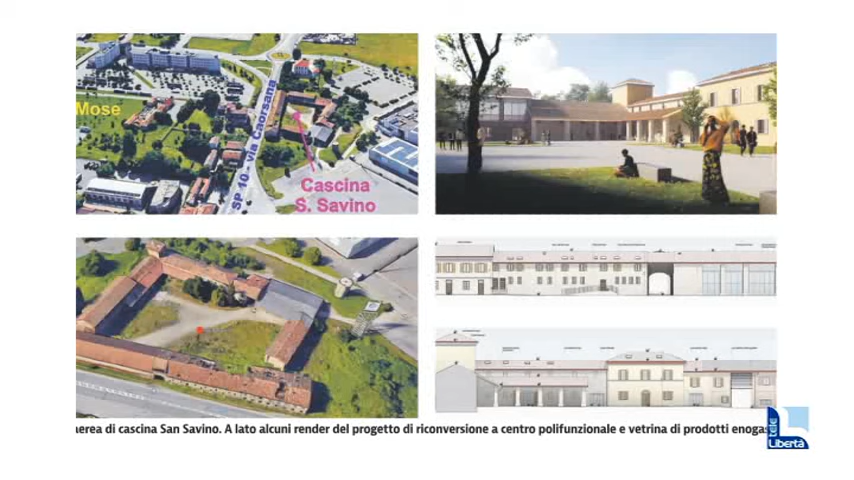 Mose
SP 10 - via Caorsana
Cascina
S. Savino
aerea di cascina San Savino. A lato alcuni render del progetto di riconversione a centro polifunzionale e vetrina di prodotti enogas
tele
Libertà